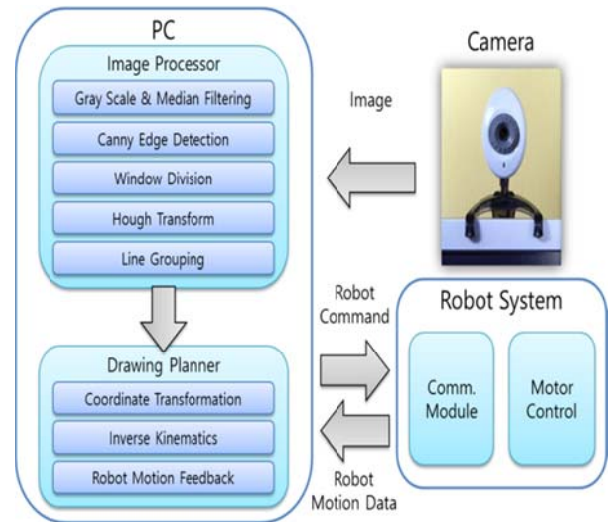 PC
Image Processor
Gray Scale & Median Filtering
Canny Edge Detection
Window Division
Hough Transform
Line Grouping
Drawing Planner
Coordinate Transformation
Inverse Kinematics
Robot Motion Feedback
Image
Camera
Robot
Command
Robot
Motion Data
Robot System
Comm.
Module
Motor
Control